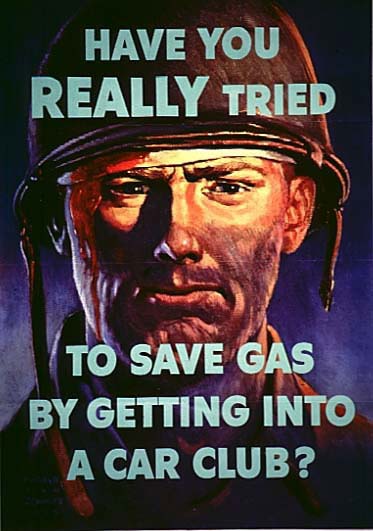 HAVE YOU
REALLY TRIED
TO SAVE GAS
BY GETTING INTO
A CAR CLUB?